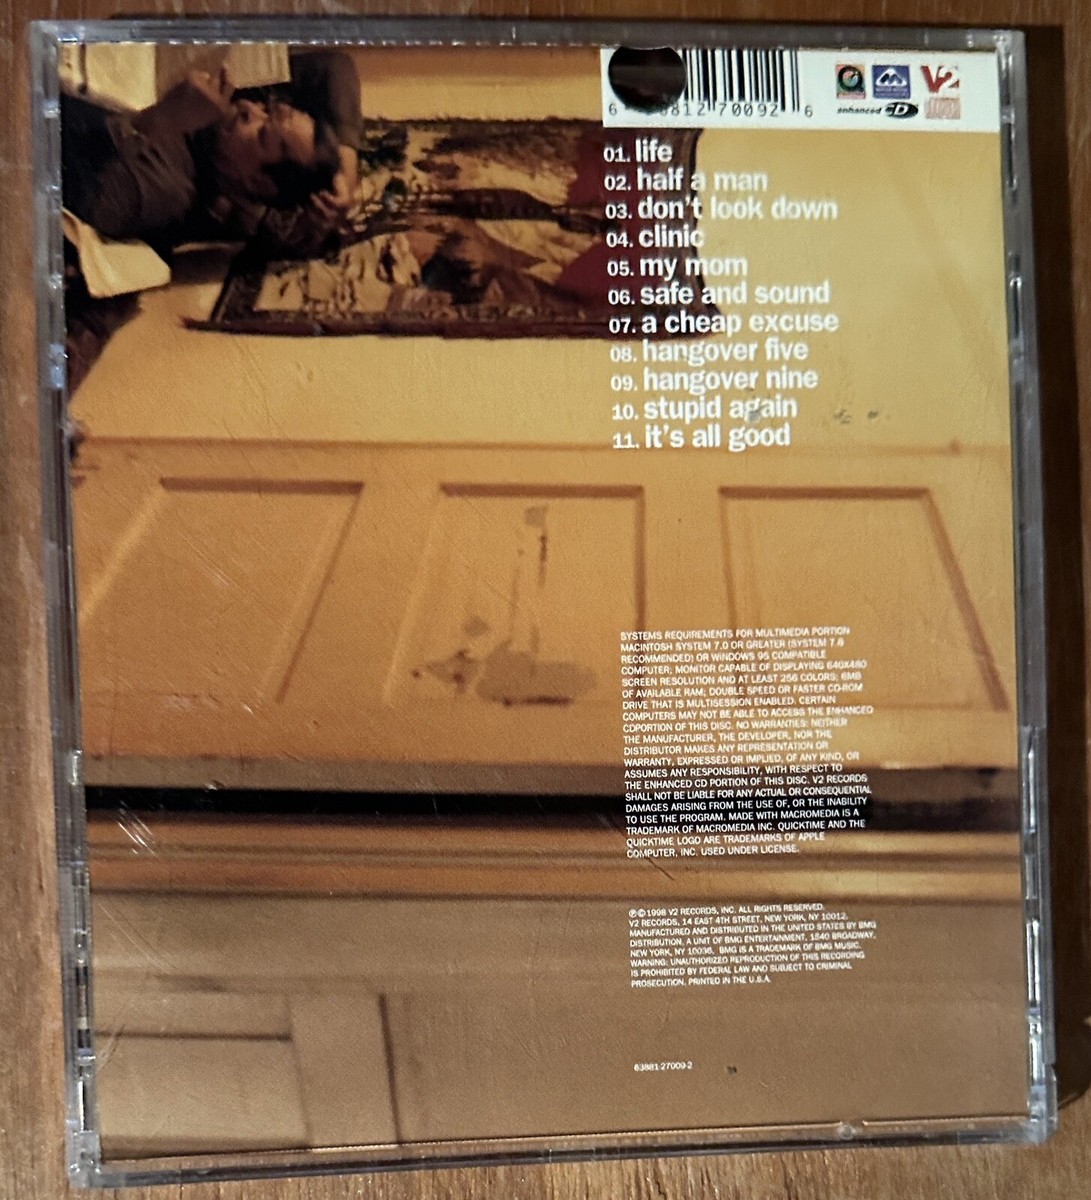 6 812 70092 6
V2
enhanced CD
01. life
02. half a man
03. don't look down
04. clinic
05. my mom
06. safe and sound
07. a cheap excuse
08. hangover five
09. hangover nine
10. stupid again
11. it's all good
SYSTEMS REQUIREMENTS FOR MULTIMEDIA PORTION
MACINTOSH SYSTEM 7.0 OR GREATER (SYSTEM 7.6
RECOMMENDED) OR WINDOWS 95 COMPATIBLE
COMPUTER; MONITOR CAPABLE OF DISPLAYING 640X480
SCREEN RESOLUTION AND AT LEAST 256 COLORS; 6MB
OF AVAILABLE RAM; DOUBLE SPEED OR FASTER CD-ROM
DRIVE THAT IS MULTISESSION ENABLED. CERTAIN
COMPUTERS MAY NOT BE ABLE TO ACCESS THE ENHANCED
CDPORTION OF THIS DISC. NO WARRANTIES: NEITHER
THE MANUFACTURER, THE DEVELOPER, NOR THE
DISTRIBUTOR MAKES ANY REPRESENTATION OR
WARRANTY, EXPRESSED OR IMPLIED, OF ANY KIND, OR
ASSUMES ANY RESPONSIBILITY, WITH RESPECT TO
THE ENHANCED CD PORTION OF THIS DISC. V2 RECORDS
SHALL NOT BE LIABLE FOR ANY ACTUAL OR CONSEQUENTIAL
DAMAGES ARISING FROM THE USE OF, OR THE INABILITY
TO USE THE PROGRAM. MADE WITH MACROMEDIA IS A
TRADEMARK OF MACROMEDIA INC. QUICKTIME AND THE
QUICKTIME LOGO ARE TRADEMARKS OF APPLE
COMPUTER, INC. USED UNDER LICENSE.
℗©1998 V2 RECORDS, INC. ALL RIGHTS RESERVED.
V2 RECORDS, 14 EAST 4TH STREET, NEW YORK, NY 10012.
MANUFACTURED AND DISTRIBUTED IN THE UNITED STATES BY BMG
DISTRIBUTION, A UNIT OF BMG ENTERTAINMENT, 1540 BROADWAY,
NEW YORK, NY 10036. BMG IS A TRADEMARK OF BMG MUSIC.
WARNING: UNAUTHORIZED REPRODUCTION OF THIS RECORDING
IS PROHIBITED BY FEDERAL LAW AND SUBJECT TO CRIMINAL
PROSECUTION. PRINTED IN THE U.S.A.
63881-27009-2